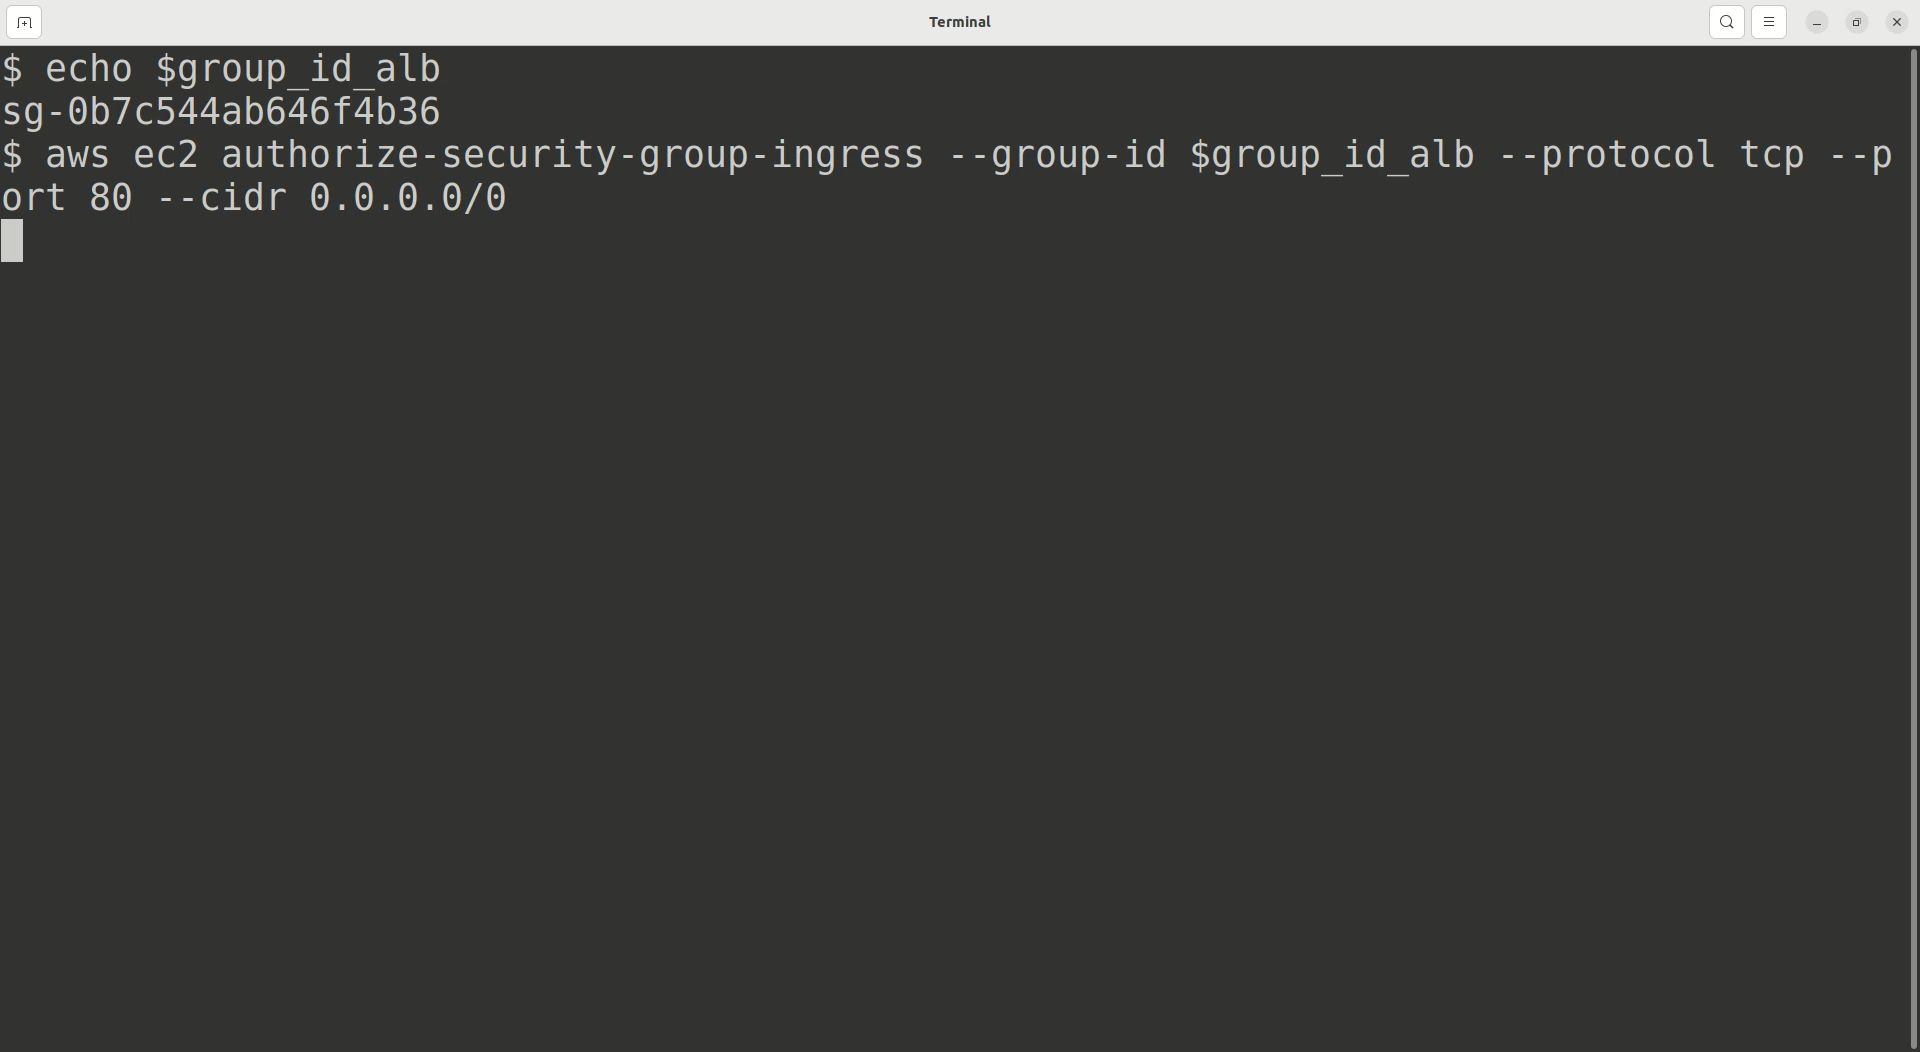 Terminal
$ echo $group_id_alb
sg-0b7c544ab646f4b36
$ aws ec2 authorize-security-group-ingress --group-id $group_id_alb --protocol tcp --p
ort 80 --cidr 0.0.0.0/0